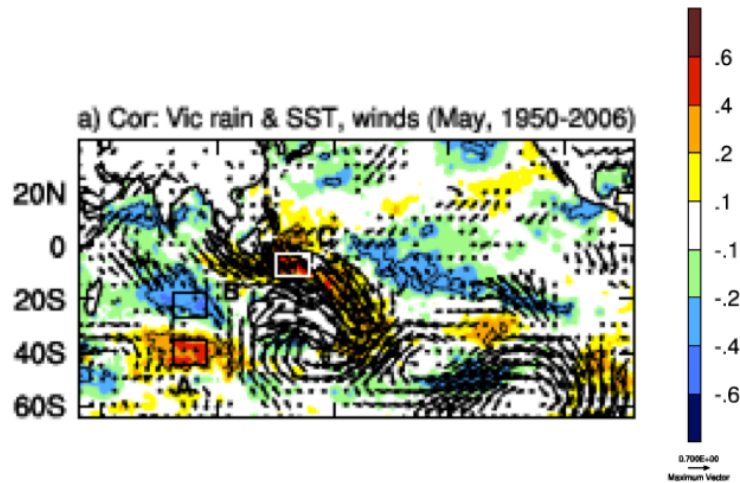 a) Cor: Vic rain & SST, winds (May, 1950-2006)
20N
0
20S
40S
60S
C
B
A
.6
.4
.2
.1
-.1
-.2
-.4
-.6
0.700E+00
Maximum Vector